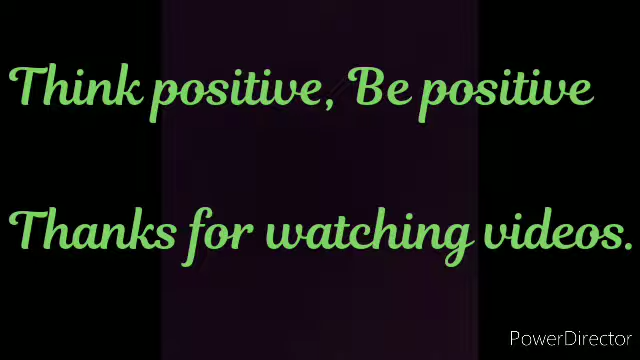 Think positive, Be positive
Thanks for watching videos.
PowerDirector